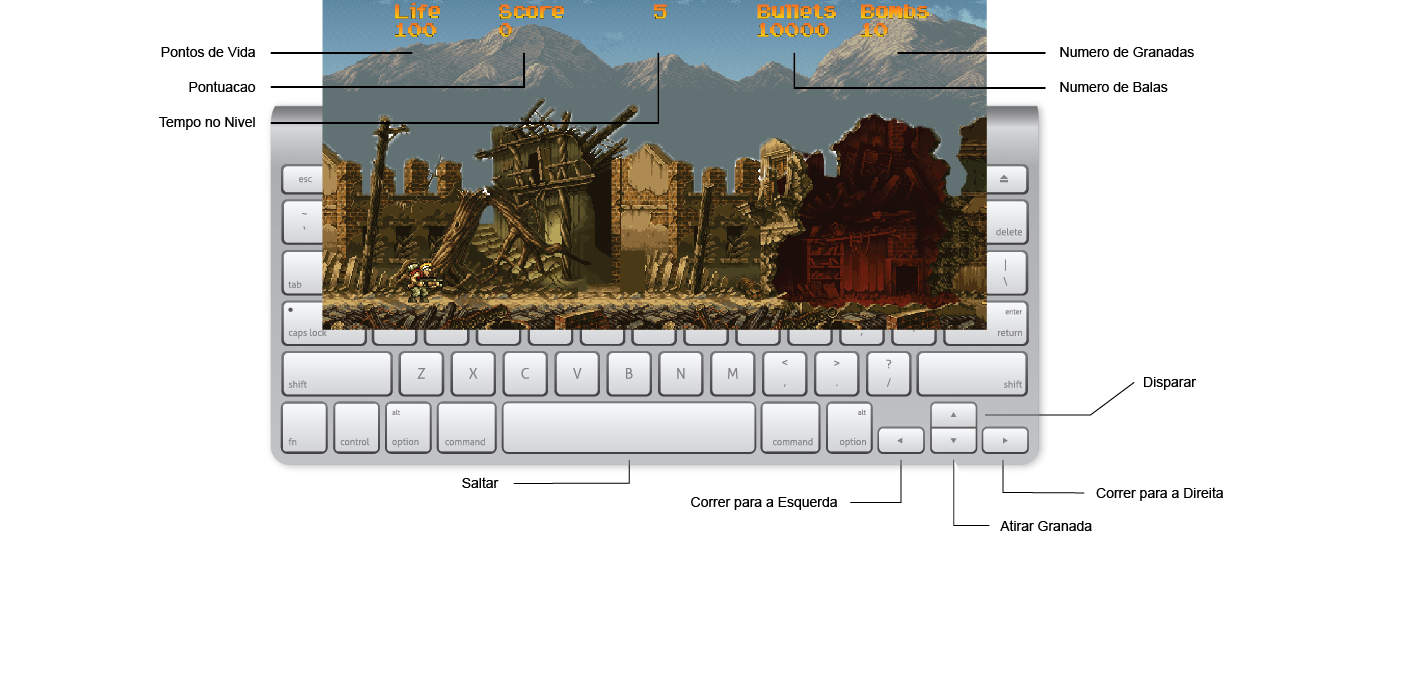 Life Score 5 Bullets Bombs
100 0 10000 10
Pontos de Vida
Numero de Granadas
Pontuacao
Numero de Balas
Tempo no Nivel
esc
~
delete
tab
|
\
caps lock
enter
return
shift Z X C V B N M < , > . ? / shift
fn control alt option command command alt option
Disparar
Saltar
Correr para a Esquerda
Correr para a Direita
Atirar Granada